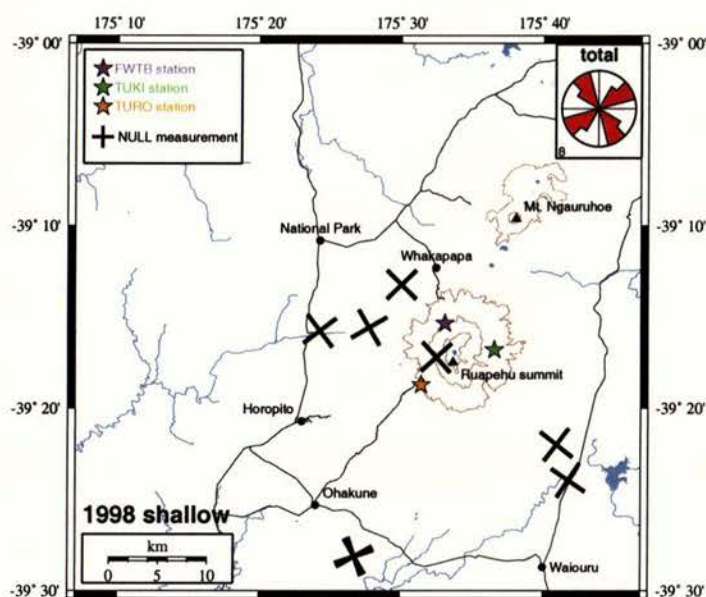 175° 10' 175° 20' 175° 30' 175° 40'
-39° 00' -39° 00'
FWTB station
TUKI station
TURO station
NULL measurement
total
8
-39° 10' -39° 10'
Mt. Ngauruhoe
National Park
Whakapapa
Ruapehu summit
-39° 20' -39° 20'
Horopito
Ohakune
1998 shallow
km
0 5 10
Waiouru
-39° 30' -39° 30'